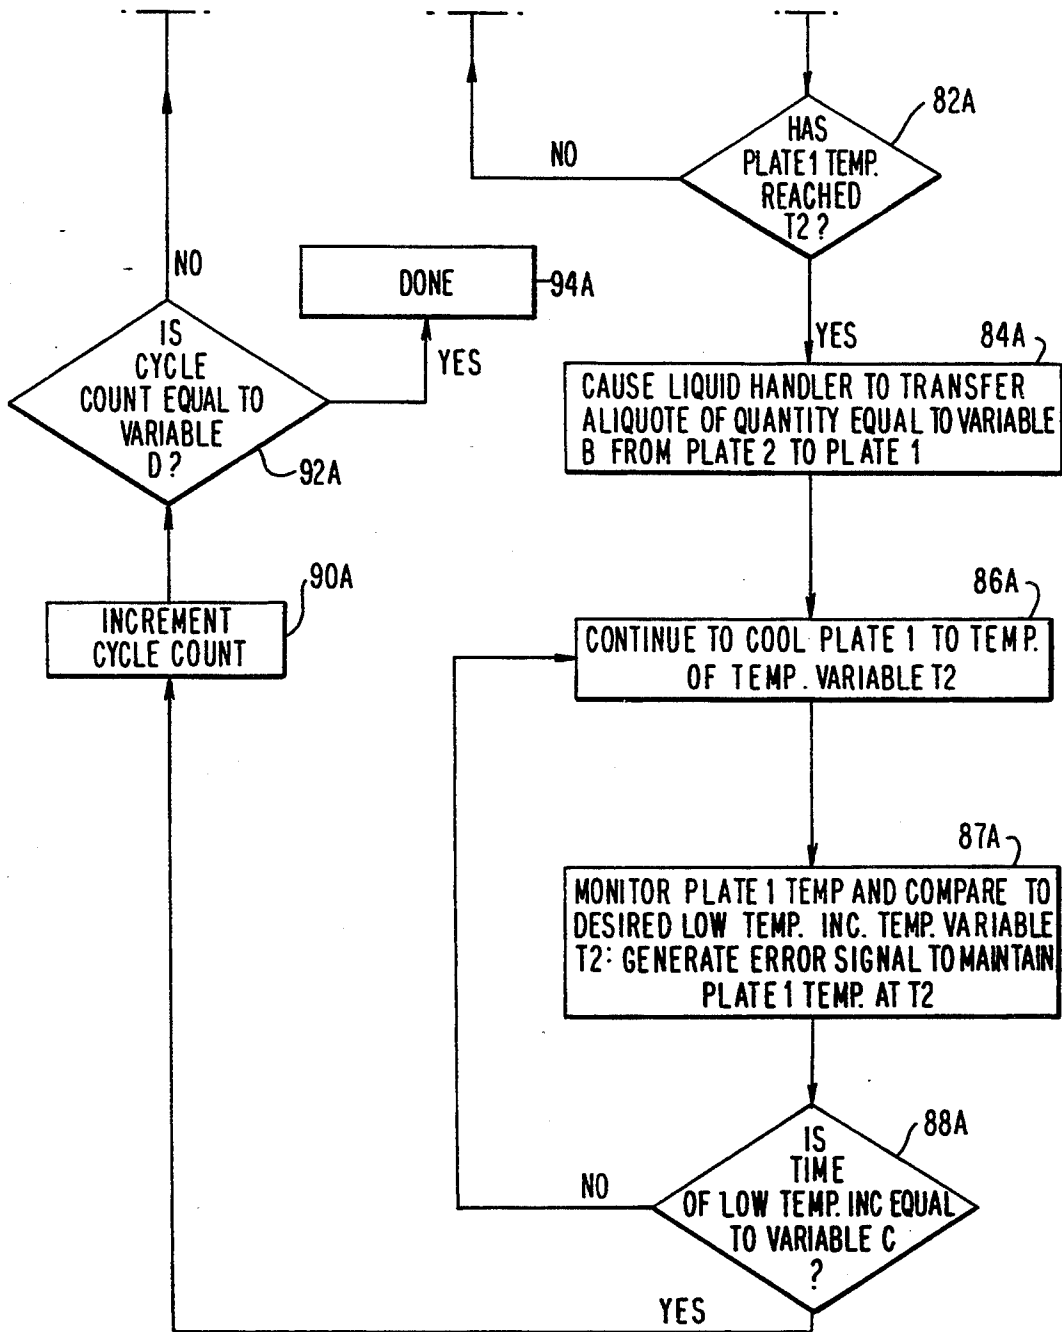 82A
HAS
PLATE 1 TEMP.
REACHED
T2?
NO
YES
84A
CAUSE LIQUID HANDLER TO TRANSFER
ALIQUOTE OF QUANTITY EQUAL TO VARIABLE
B FROM PLATE 2 TO PLATE 1
86A
CONTINUE TO COOL PLATE 1 TO TEMP.
OF TEMP. VARIABLE T2
87A
MONITOR PLATE 1 TEMP AND COMPARE TO
DESIRED LOW TEMP. INC. TEMP. VARIABLE
T2: GENERATE ERROR SIGNAL TO MAINTAIN
PLATE 1 TEMP. AT T2
88A
IS
TIME
OF LOW TEMP. INC EQUAL
TO VARIABLE C
?
NO
YES
90A
INCREMENT
CYCLE COUNT
IS
CYCLE
COUNT EQUAL TO
VARIABLE
D?
92A
NO
YES
DONE
94A